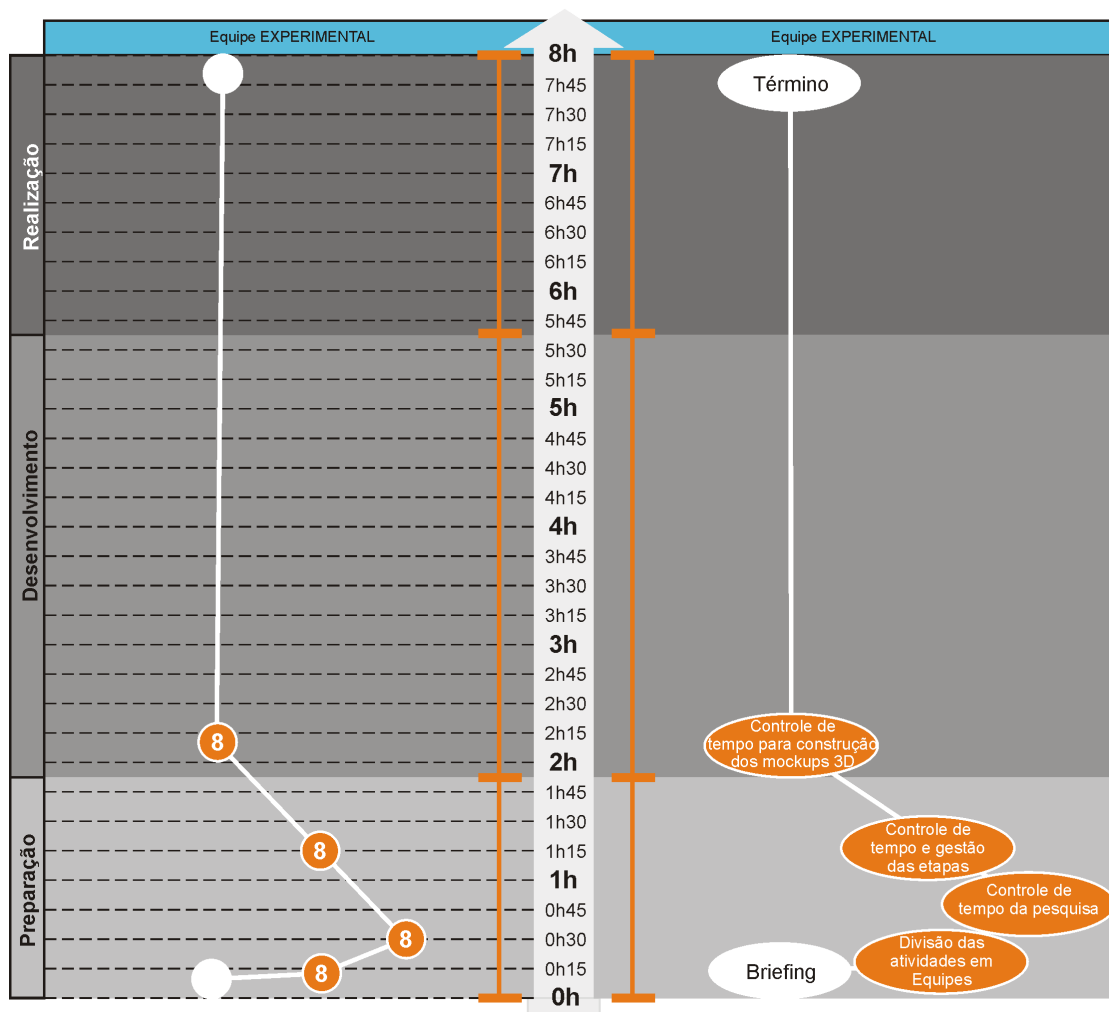 Equipe EXPERIMENTAL
Equipe EXPERIMENTAL
Realização
Desenvolvimento
Preparação
8h
7h45
7h30
7h15
7h
6h45
6h30
6h15
6h
5h45
5h30
5h15
5h
4h45
4h30
4h15
4h
3h45
3h30
3h15
3h
2h45
2h30
2h15
2h
1h45
1h30
1h15
1h
0h45
0h30
0h15
0h
8
8
8
8
Término
Controle de
tempo para construção
dos mockups 3D
Controle de
tempo e gestão
das etapas
Controle de
tempo da pesquisa
Divisão das
atividades em
Equipes
Briefing